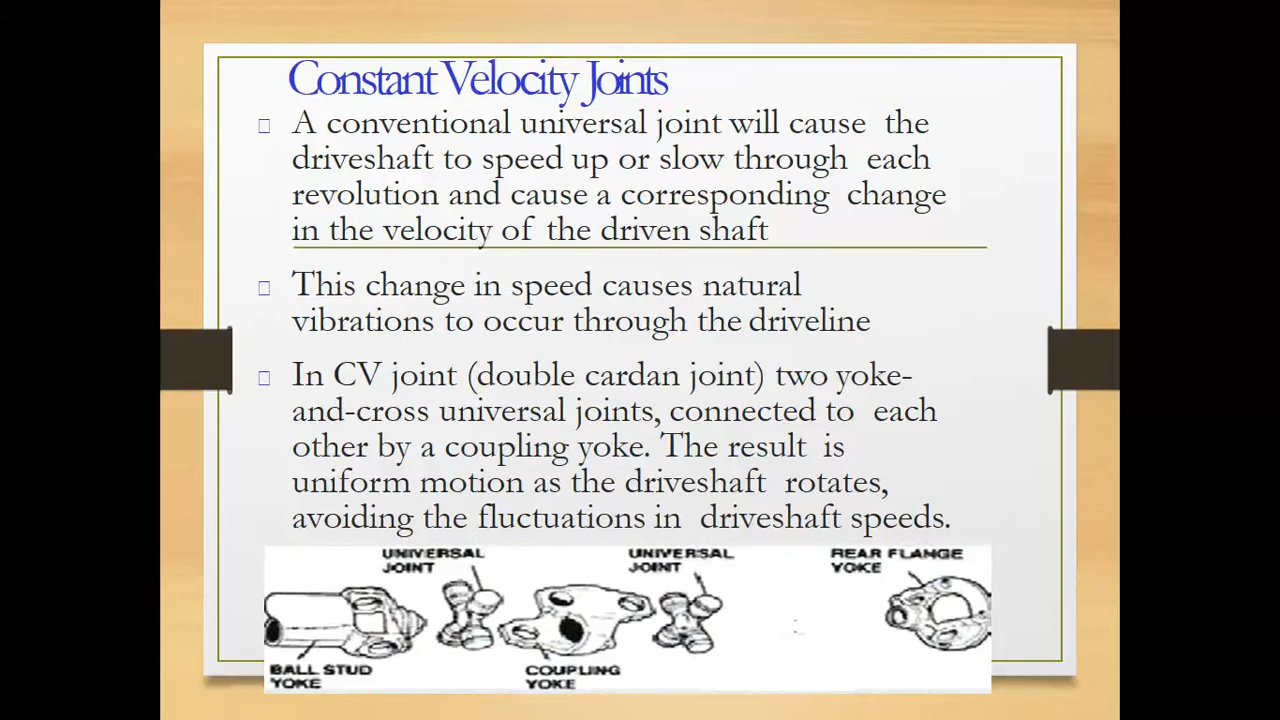 Constant Velocity Joints
A conventional universal joint will cause the
driveshaft to speed up or slow through each
revolution and cause a corresponding change
in the velocity of the driven shaft
This change in speed causes natural
vibrations to occur through the driveline
In CV joint (double cardan joint) two yoke-
and-cross universal joints, connected to each
other by a coupling yoke. The result is
uniform motion as the driveshaft rotates,
avoiding the fluctuations in driveshaft speeds.
UNIVERSAL
JOINT
UNIVERSAL
JOINT
REAR FLANGE
YOKE
BALL STUD
YOKE
COUPLING
YOKE